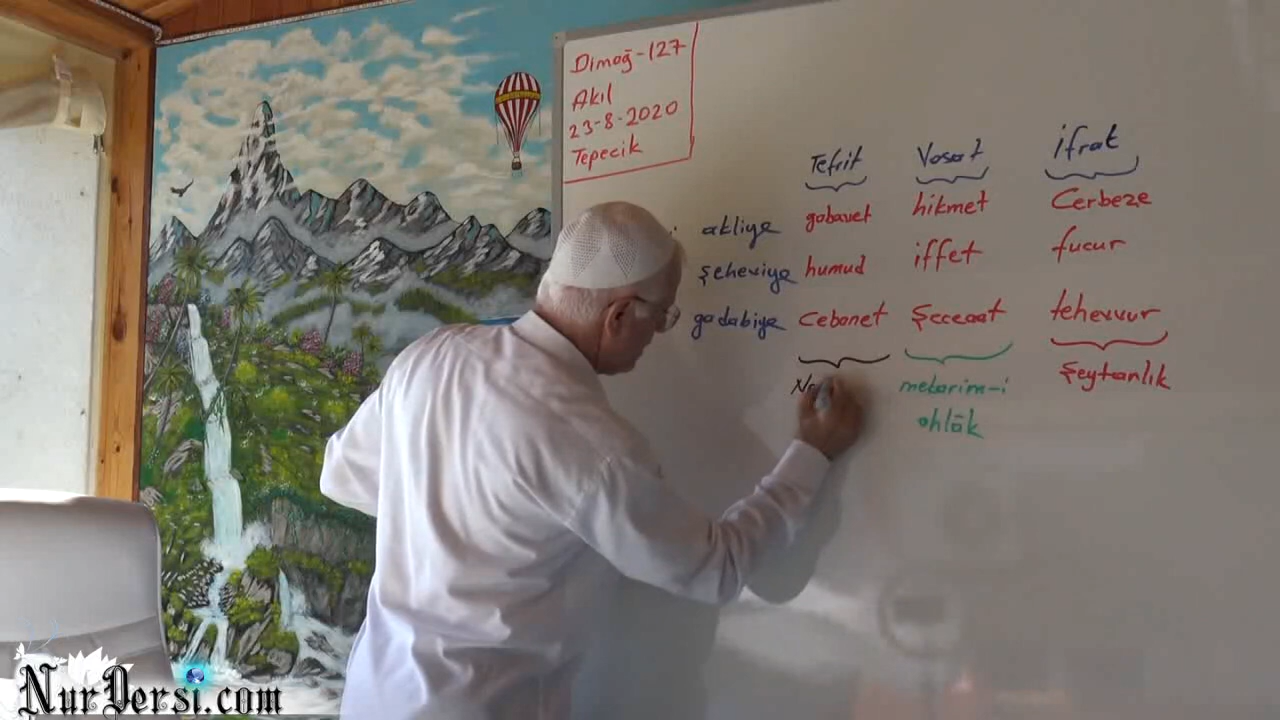 Dimağ-127
Akıl
23-8-2020
Tepecik
Tefrit Vasat İfrat
akliye gabavet hikmet Cerbeze
şeheviye humud iffet fucur
gadabiye Cebanet Şecaat tehevvur
mekarim-i Şeytanlık
ahlâk
NurDersi.com